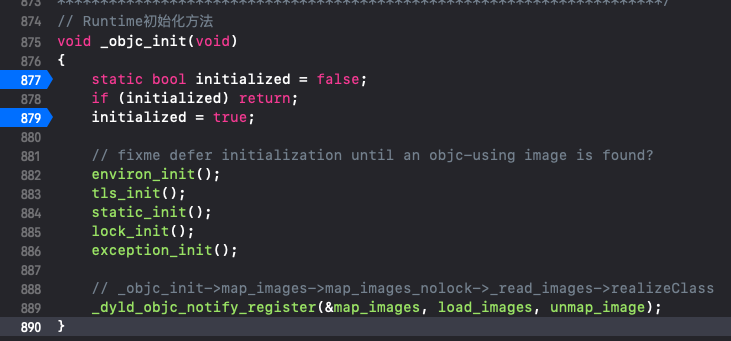 873 ***********************************************************************/
874 // Runtime初始化方法
875 void _objc_init(void)
876 {
877     static bool initialized = false;
878     if (initialized) return;
879     initialized = true;
880
881     // fixme defer initialization until an objc-using image is found?
882     environ_init();
883     tls_init();
884     static_init();
885     lock_init();
886     exception_init();
887
888     // _objc_init->map_images->map_images_nolock->_read_images->realizeClass
889     _dyld_objc_notify_register(&map_images, load_images, unmap_image);
890 }